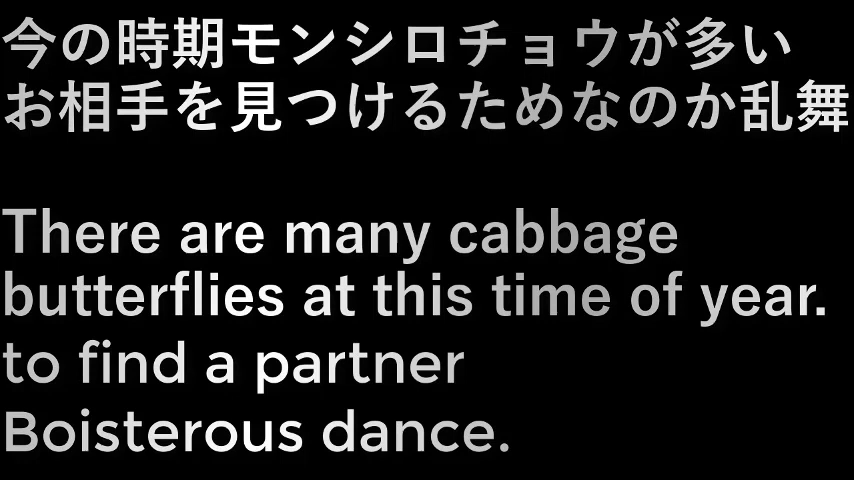 今の時期モンシロチョウが多い
お相手を見つけるためなのか乱舞
There are many cabbage
butterflies at this time of year.
to find a partner
Boisterous dance.